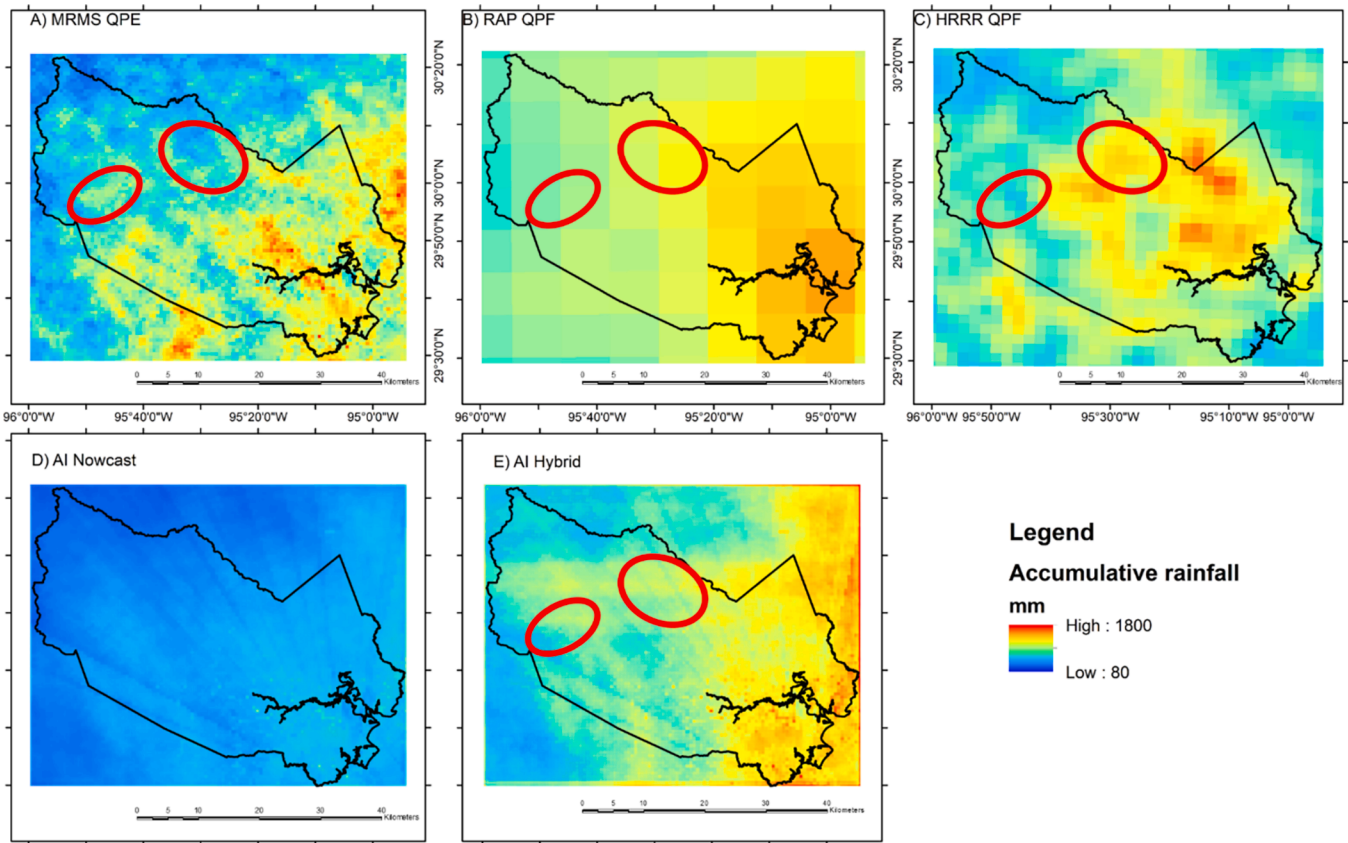 A) MRMS QPE
B) RAP QPF
C) HRRR QPF
30°20'0"N
30°0'0"N
29°50'0"N
29°30'0"N
30°20'0"N
30°0'0"N
29°50'0"N
29°30'0"N
0 5 10 20 30 40
Kilometers
0 5 10 20 30 40
Kilometers
0 5 10 20 30 40
Kilometers
96°0'0"W 95°40'0"W 95°20'0"W 95°0'0"W
96°0'0"W 95°40'0"W 95°20'0"W 95°0'0"W
96°0'0"W 95°50'0"W 95°30'0"W 95°10'0"W 95°0'0"W
D) AI Nowcast
E) AI Hybrid
0 5 10 20 30 40
Kilometers
0 5 10 20 30 40
Kilometers
Legend
Accumulative rainfall
mm
High : 1800
Low : 80